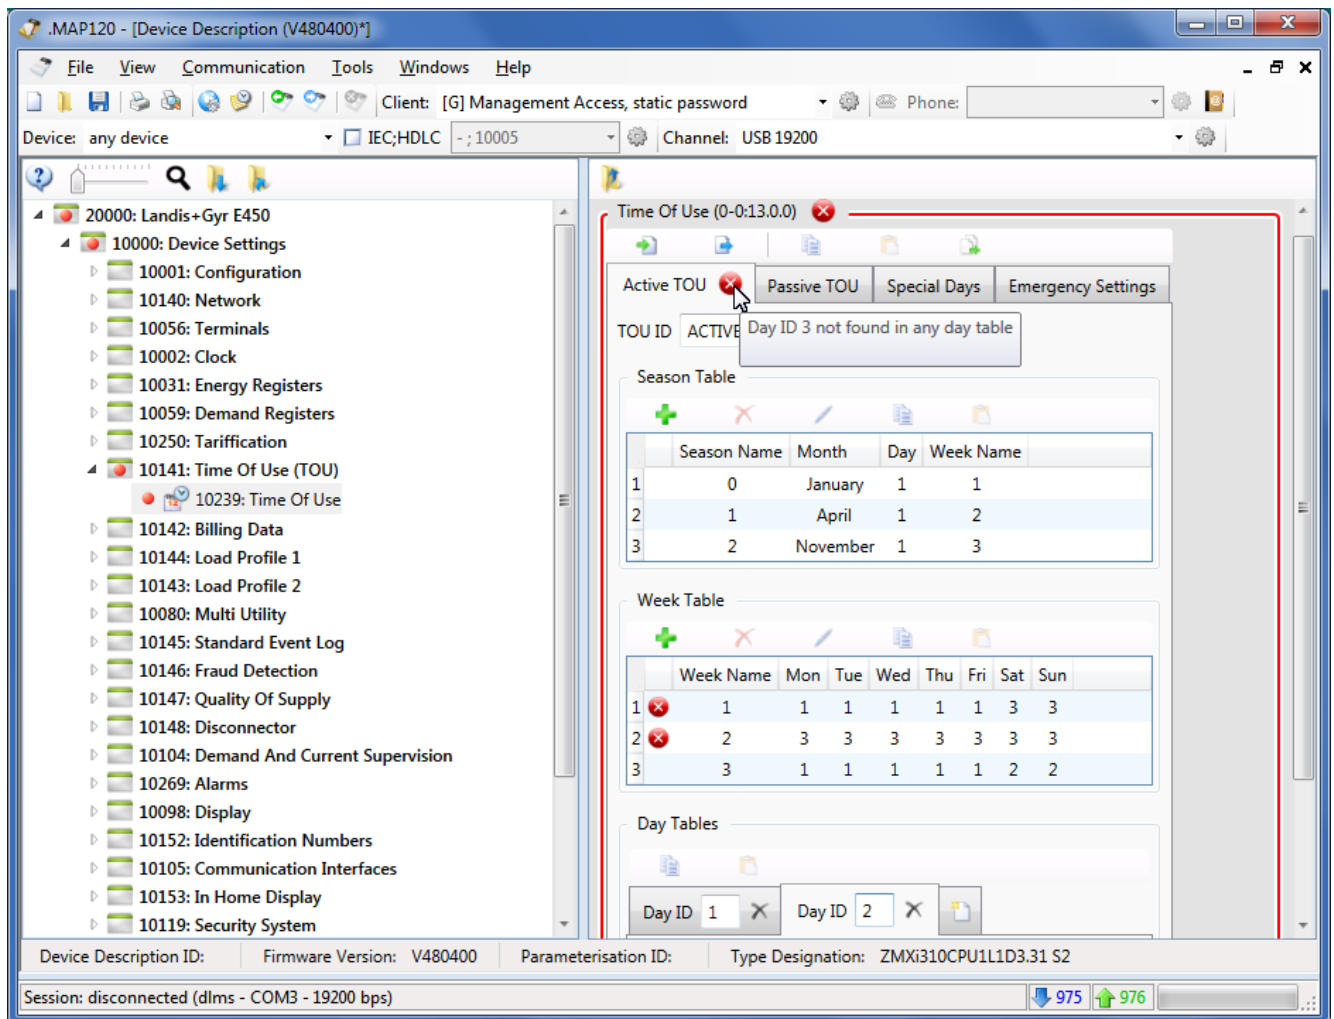 .MAP120 - [Device Description (V480400)*]
File View Communication Tools Windows Help
Client: [G] Management Access, static password Phone:
Device: any device IEC;HDLC - ; 10005 Channel: USB 19200
20000: Landis+Gyr E450
10000: Device Settings
10001: Configuration
10140: Network
10056: Terminals
10002: Clock
10031: Energy Registers
10059: Demand Registers
10250: Tariffication
10141: Time Of Use (TOU)
10239: Time Of Use
10142: Billing Data
10144: Load Profile 1
10143: Load Profile 2
10080: Multi Utility
10145: Standard Event Log
10146: Fraud Detection
10147: Quality Of Supply
10148: Disconnector
10104: Demand And Current Supervision
10269: Alarms
10098: Display
10152: Identification Numbers
10105: Communication Interfaces
10153: In Home Display
10119: Security System
Time Of Use (0-0:13.0.0)
Active TOU Passive TOU Special Days Emergency Settings
TOU ID ACTIVE
Day ID 3 not found in any day table
Season Table
Season Name Month Day Week Name
1 0 January 1 1
2 1 April 1 2
3 2 November 1 3
Week Table
Week Name Mon Tue Wed Thu Fri Sat Sun
1 1 1 1 1 1 1 3 3
2 2 3 3 3 3 3 3 3
3 3 1 1 1 1 1 2 2
Day Tables
Day ID 1 Day ID 2
Device Description ID: Firmware Version: V480400 Parameterisation ID: Type Designation: ZMXi310CPU1L1D3.31 S2
Session: disconnected (dlms - COM3 - 19200 bps) 975 976